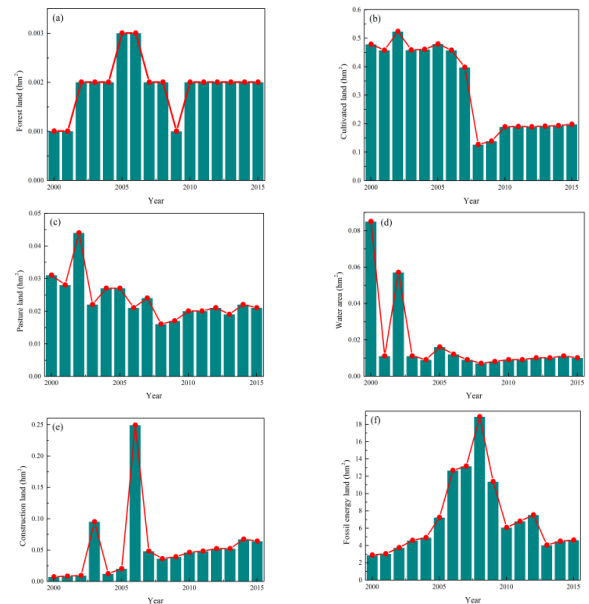 (a)
Forest land (hm²)
0.003
0.002
0.001
0.000
2000 2005 2010 2015
Year
(b)
Cultivated land (hm²)
0.6
0.5
0.4
0.3
0.2
0.1
0.0
2000 2005 2010 2015
Year
(c)
Pasture land (hm²)
0.05
0.04
0.03
0.02
0.01
0.00
2000 2005 2010 2015
Year
(d)
Water area (hm²)
0.08
0.06
0.04
0.02
0.00
2000 2005 2010 2015
Year
(e)
Construction land (hm²)
0.25
0.20
0.15
0.10
0.05
0.00
2000 2005 2010 2015
Year
(f)
Fossil energy land (hm²)
18
16
14
12
10
8
6
4
2
0
2000 2005 2010 2015
Year